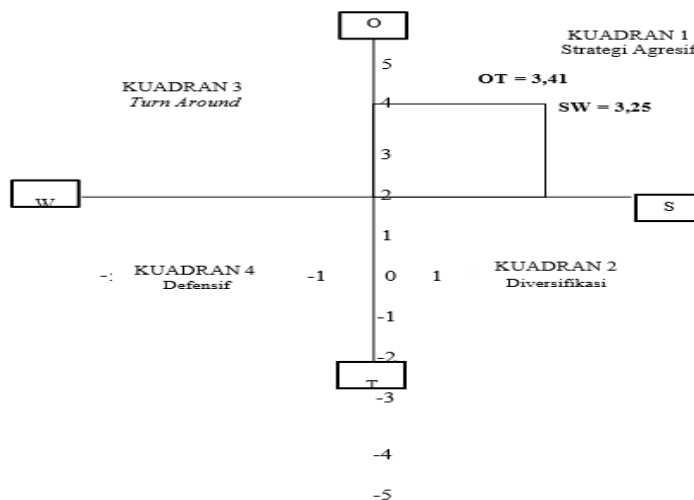 O
KUADRAN 1
Strategi Agresif
5
KUADRAN 3
Turn Around
OT = 3,41
4
SW = 3,25
3
W
2
S
1
KUADRAN 4
Defensif
-1
0
1
KUADRAN 2
Diversifikasi
-1
-2
T
-3
-4
-5